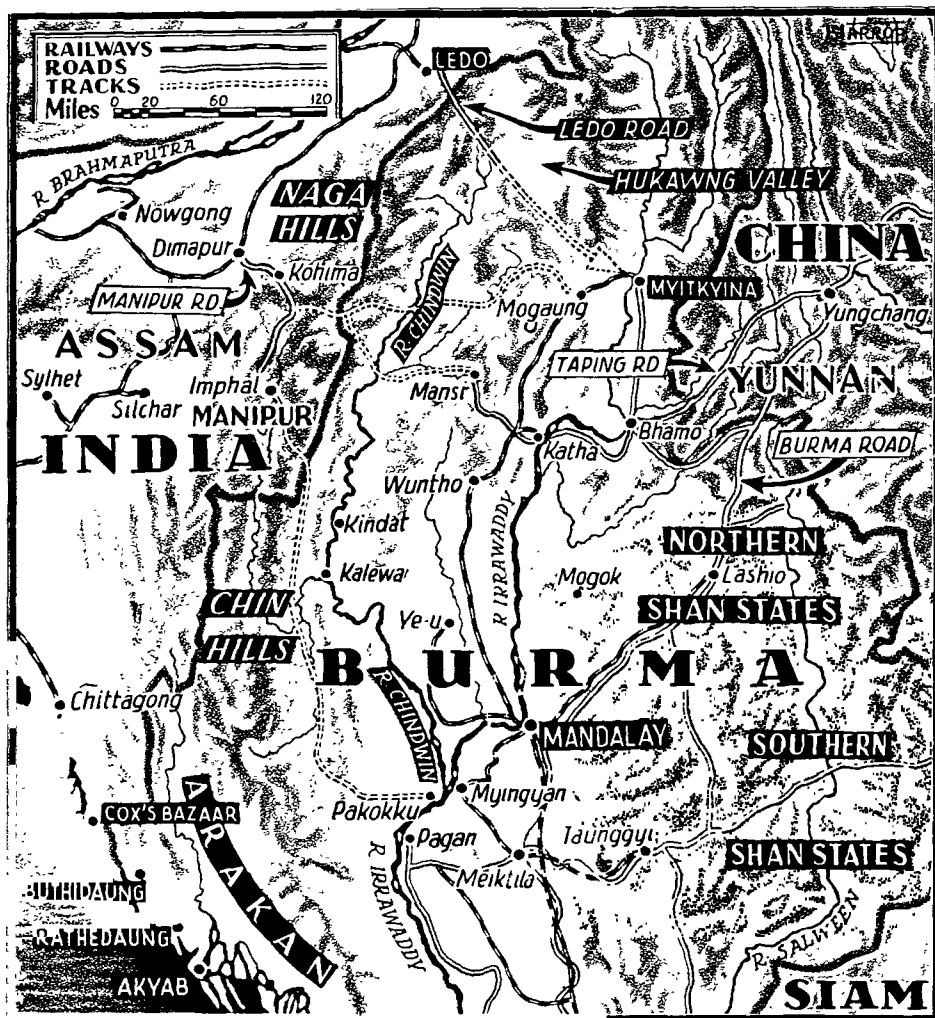 RAILWAYS
ROADS
TRACKS
Miles 0 20 60 120
LEDO
LEDO ROAD
R. BRAHMAPUTRA
HUKAWNG VALLEY
NAGA
HILLS
Nowgong
Dimapur
Kohima
CHINA
MANIPUR RD
R. CHINDWIN
Mogaung
MYITKYINA
Yungchang
ASSAM
TAPING RD
Sylhet
Silchar
Imphal
MANIPUR
Mansi
YUNNAN
INDIA
Katha
Bhamo
BURMA ROAD
Wuntho
R IRRAWADDY
Kindat
NORTHERN
Kalewa
Mogok
Lashio
CHIN
HILLS
Ye-u
SHAN STATES
BURMA
Chittagong
R. CHINDWIN
MANDALAY
SOUTHERN
ARAKAN
Pakokku
Myingyan
COX'S BAZAAR
Pagan
Taunggyi
Meiktila
SHAN STATES
BUTHIDAUNG
R IRRAWADDY
RATHEDAUNG
R. SALWEEN
AKYAB
SIAM